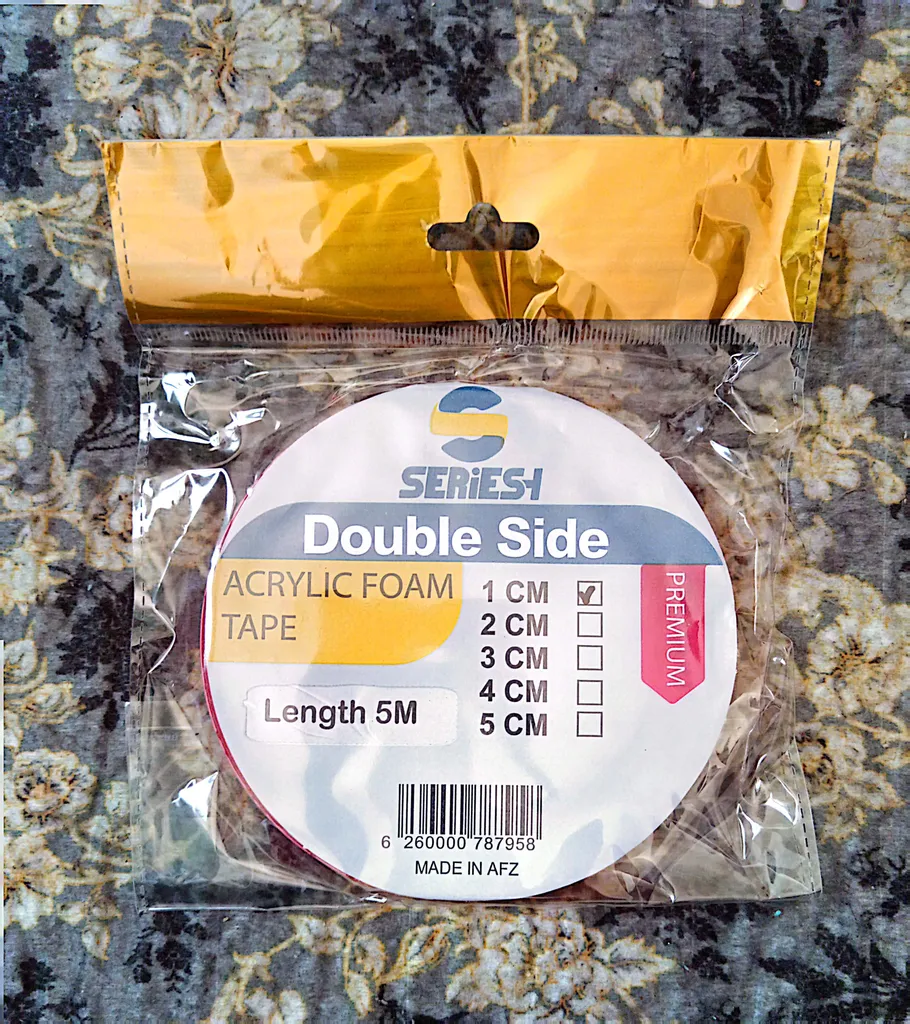 SERiES-1
Double Side
ACRYLIC FOAM
TAPE
Length 5M
1 CM
2 CM
3 CM
4 CM
5 CM
PREMIUM
6 260000 787958
MADE IN AFZ